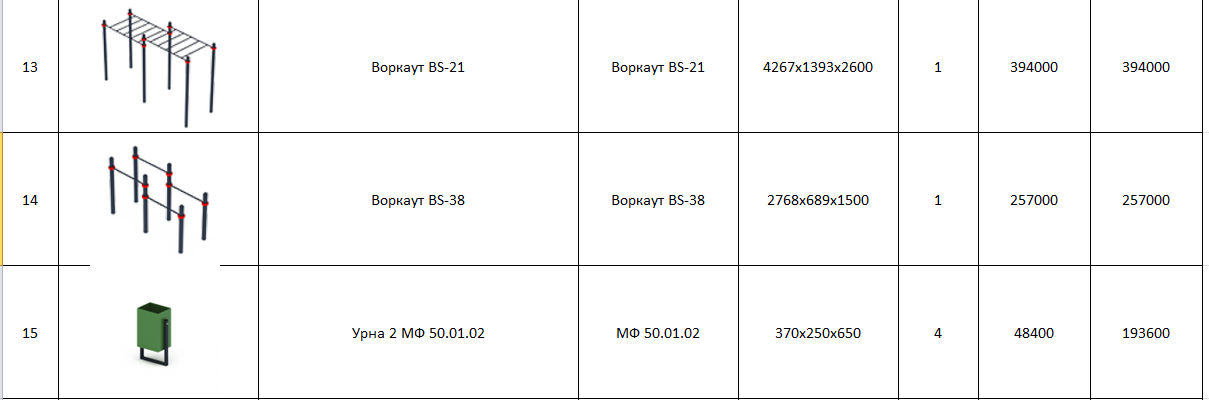 13 Воркаут BS-21 Воркаут BS-21 4267x1393x2600 1 394000 394000
14 Воркаут BS-38 Воркаут BS-38 2768x689x1500 1 257000 257000
15 Урна 2 МФ 50.01.02 МФ 50.01.02 370x250x650 4 48400 193600